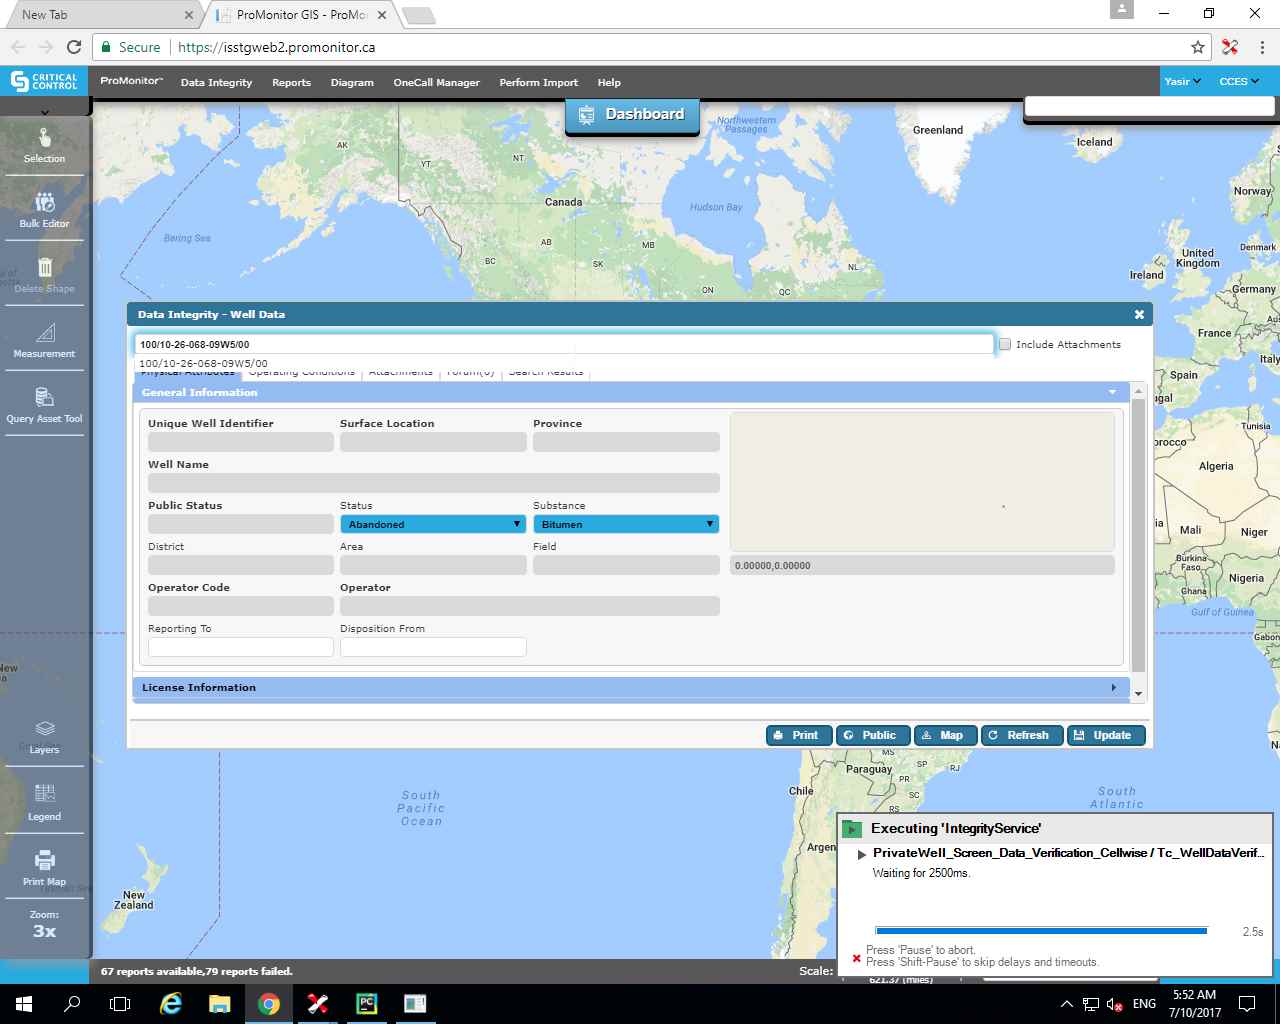 New Tab
ProMonitor GIS - ProMo
Secure
https://isstgweb2.promonitor.ca
CRITICAL CONTROL
ProMonitor™
Data Integrity
Reports
Diagram
OneCall Manager
Perform Import
Help
Yasir
CCES
Dashboard
Selection
Bulk Editor
Delete Shape
Measurement
Query Asset Tool
Layers
Legend
Print Map
Zoom:
3x
Northwestern Passages
Greenland
Iceland
Norway
AK
YT
NT
Canada
Hudson Bay
Bering Sea
AB
MB
BC
SK
NL
ON
QC
United Kingdom
Denmark
Ireland
Germany
France
Spain
Tunisia
Algeria
Mali
Niger
Burkina Faso
Nigeria
Ghana
Gulf of Guinea
Gabon
Data Integrity - Well Data
100/10-26-068-09W5/00
Include Attachments
100/10-26-068-09W5/00
Physical Attributes
Operating Conditions
Attachments
Forum(0)
Search Results
General Information
Unique Well Identifier
Surface Location
Province
Well Name
Public Status
Status
Substance
Abandoned
Bitumen
District
Area
Field
0.00000,0.00000
Operator Code
Operator
Reporting To
Disposition From
License Information
Print
Public
Map
Refresh
Update
MS
Paraguay
SP
RJ
PR
SC
RS
Chile
South Pacific Ocean
South Atlantic
New Zealand
Executing 'IntegrityService'
PrivateWell_Screen_Data_Verification_Cellwise / Tc_WellDataVerif...
Waiting for 2500ms.
2.5s
Press 'Pause' to abort.
Press 'Shift-Pause' to skip delays and timeouts.
67 reports available,79 reports failed.
Scale:
621.37 (miles)
ENG
5:52 AM
7/10/2017